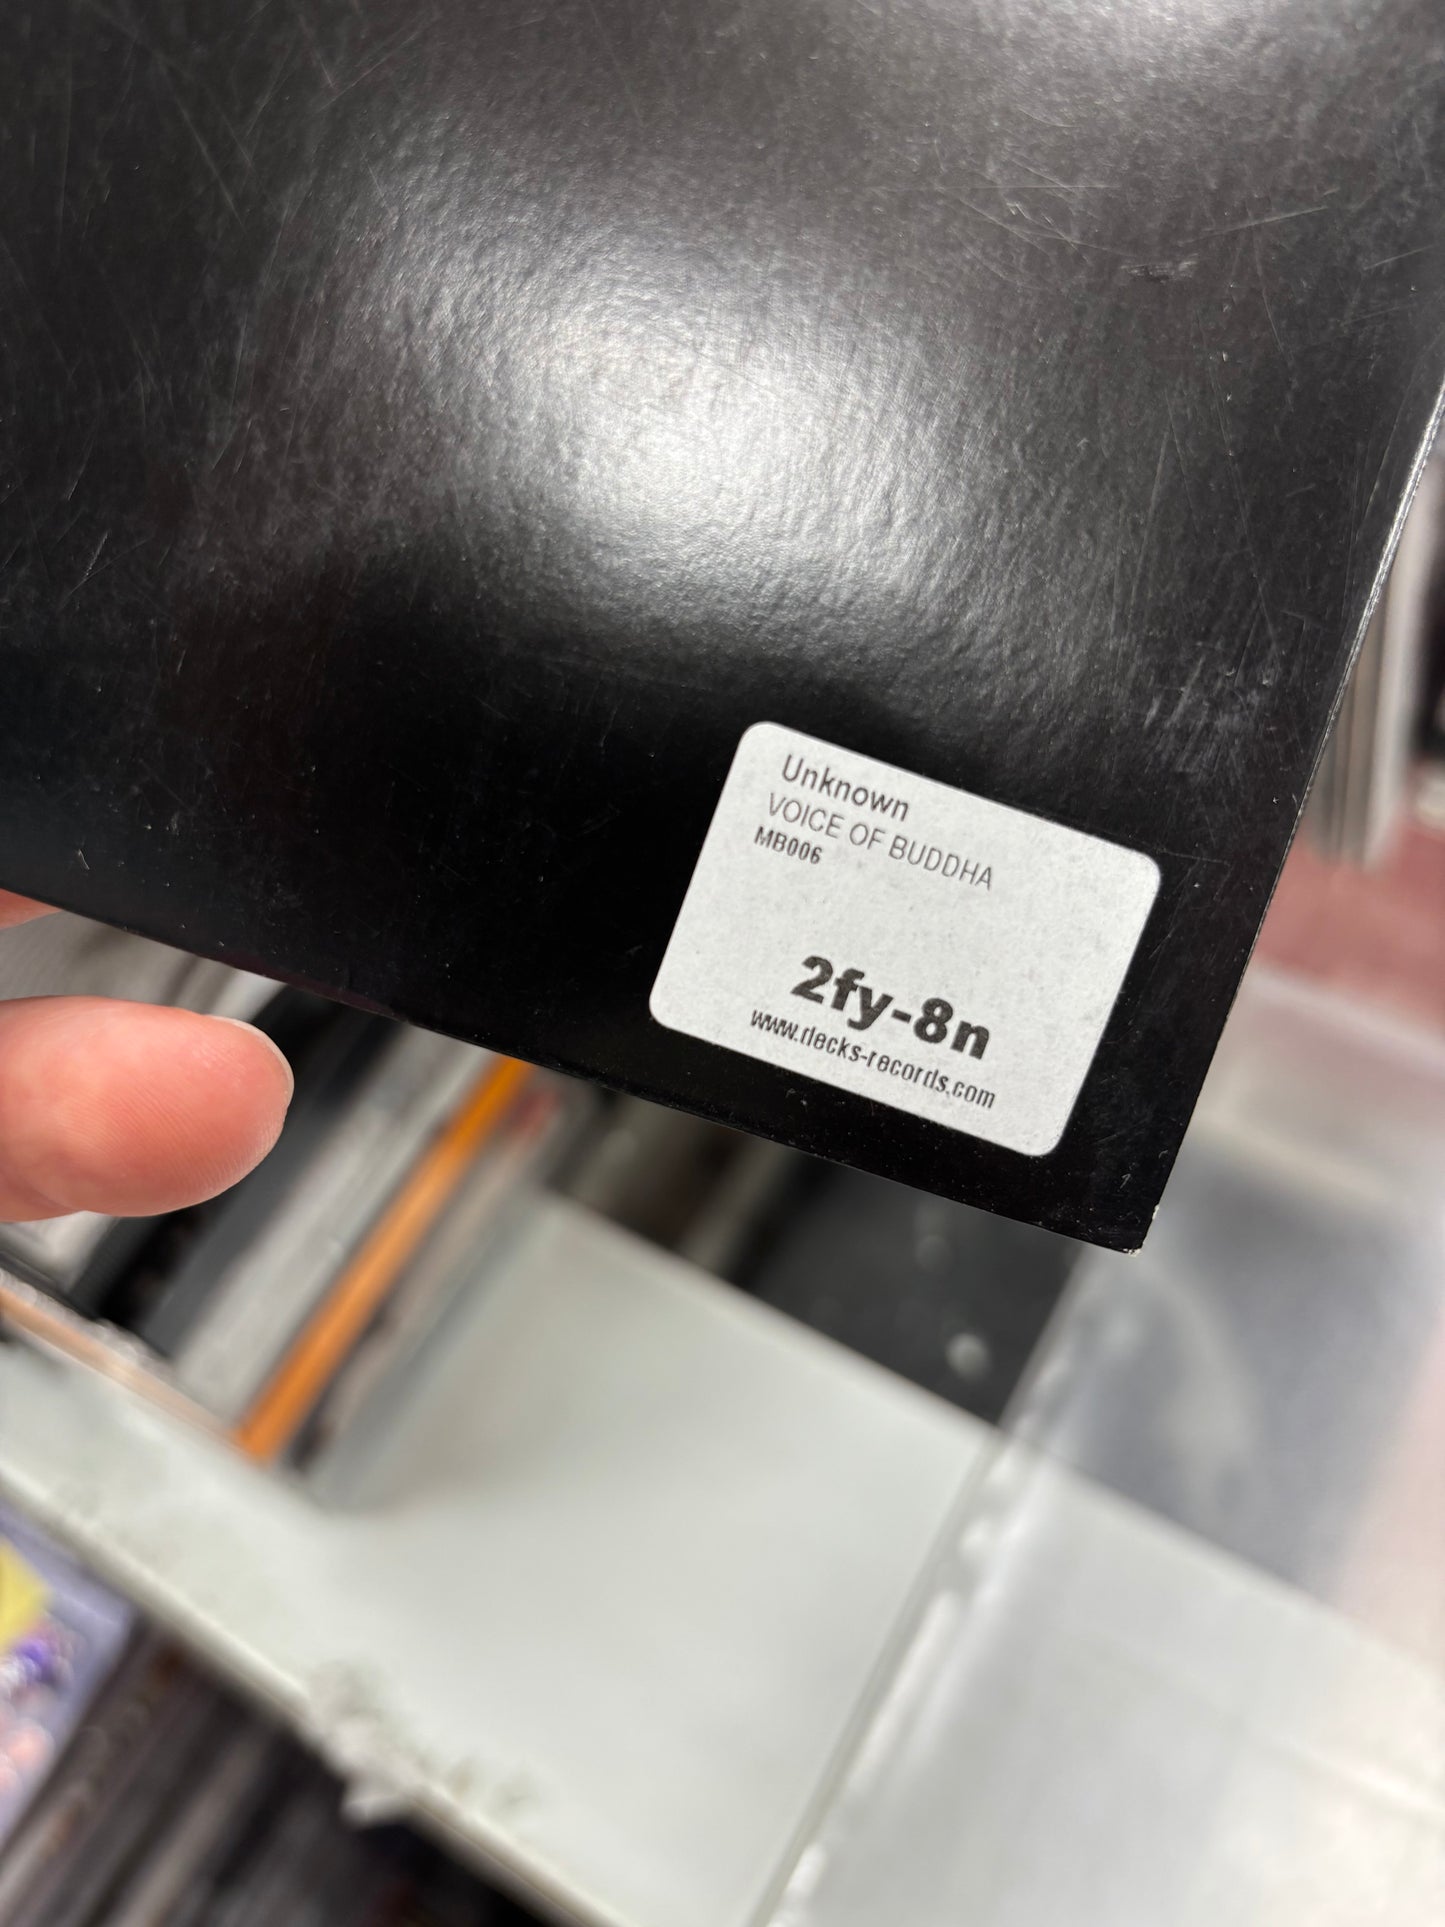 Unknown
VOICE OF BUDDHA
MB006
2fy-8n
www.decks-records.com